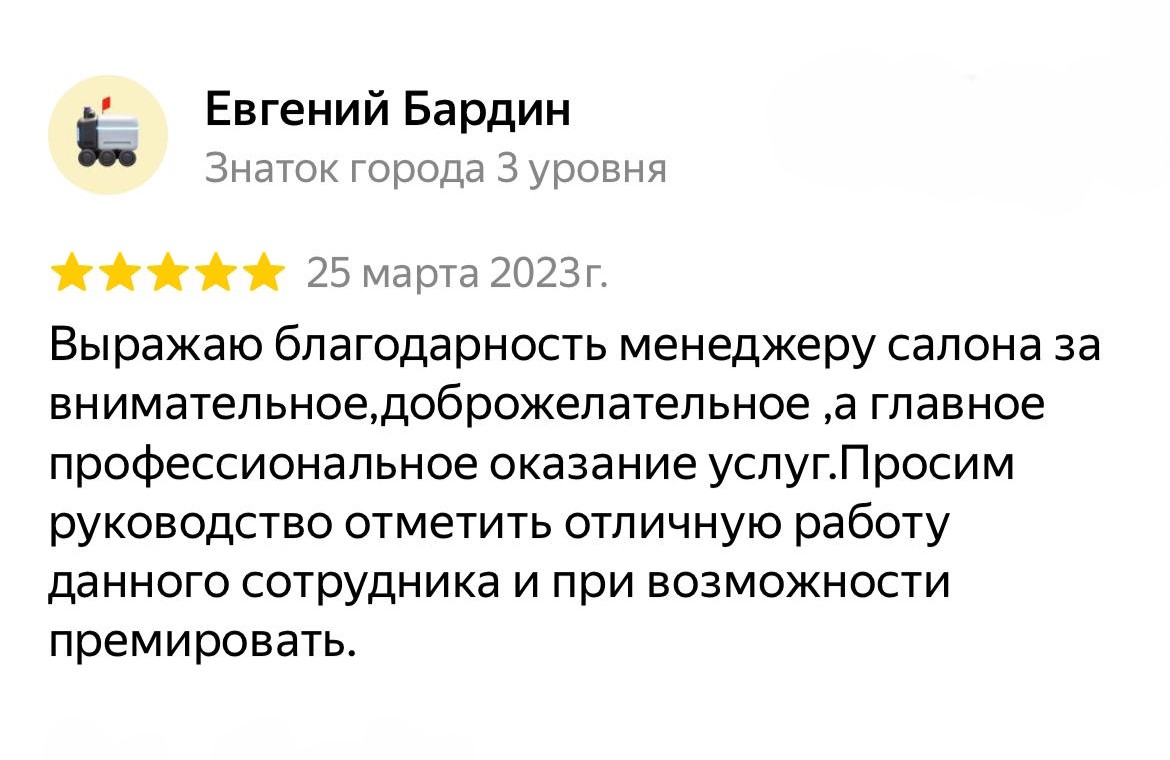 Евгений Бардин
Знаток города 3 уровня
25 марта 2023 г.
Выражаю благодарность менеджеру салона за
внимательное,доброжелательное ,а главное
профессиональное оказание услуг.Просим
руководство отметить отличную работу
данного сотрудника и при возможности
премировать.